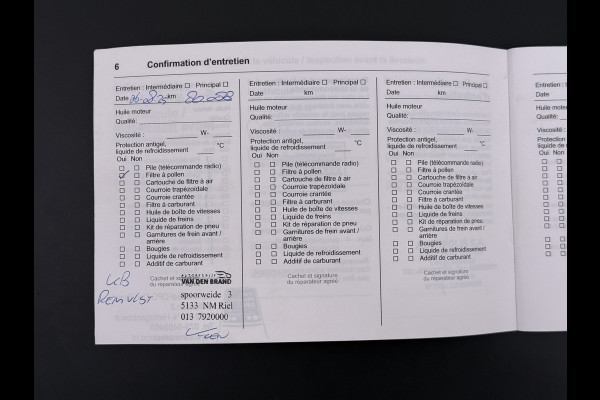 6 Confirmation d'entretien
Entretien : Intermédiaire ☐ Principal ☐
Date km 80.058
Huile moteur
Qualité:
Viscosité : W-
Protection antigel, °C
liquide de refroidissement
Oui Non
Pile (télécommande radio)
Filtre à pollen
Cartouche de filtre à air
Courroie trapézoïdale
Courroie crantée
Filtre à carburant
Huile de boîte de vitesses
Liquide de freins
Kit de réparation de pneu
Garnitures de frein avant /
arrière
Bougies
Liquide de refroidissement
Additif de carburant
Cachet et signature
du réparateur agréé
VAN DEN BRAND
spoorweide 3
5133 NM Riel
013 7920000
Entretien : Intermédiaire ☐ Principal ☐
Date km
Huile moteur
Qualité:
Viscosité : W-
Protection antigel, °C
liquide de refroidissement
Oui Non
Pile (télécommande radio)
Filtre à pollen
Cartouche de filtre à air
Courroie trapézoïdale
Courroie crantée
Filtre à carburant
Huile de boîte de vitesses
Liquide de freins
Kit de réparation de pneu
Garnitures de frein avant /
arrière
Bougies
Liquide de refroidissement
Additif de carburant
Cachet et signature
du réparateur agréé
Entretien : Intermédiaire ☐ Principal ☐
Date km
Huile moteur
Qualité:
Viscosité : W-
Protection antigel, °C
liquide de refroidissement
Oui Non
Pile (télécommande radio)
Filtre à pollen
Cartouche de filtre à air
Courroie trapézoïdale
Courroie crantée
Filtre à carburant
Huile de boîte de vitesses
Liquide de freins
Kit de réparation de pneu
Garnitures de frein avant /
arrière
Bougies
Liquide de refroidissement
Additif de carburant
Cachet et signature
du réparateur agréé
Entre
Date
Huile
Qualit
Visco
Prote
liquid
Oui